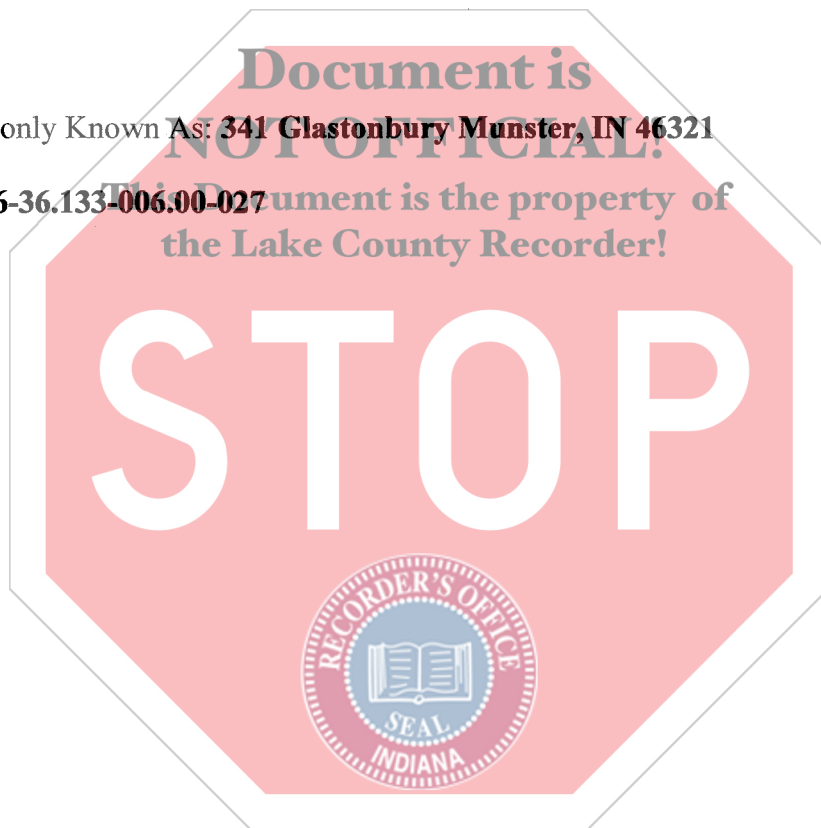 Document is
only Known As: 341 Glastonbury Munster, IN 46321
NOT OFFICIAL!
6-36.133-006.00-027
This Document is the property of
the Lake County Recorder!
STOP
RECORDER'S OFFICE
SEAL
INDIANA